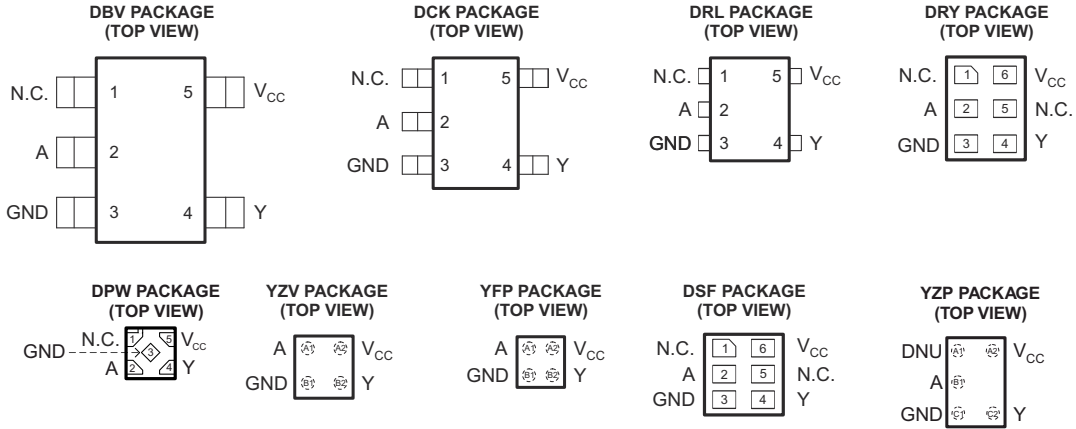 DBV PACKAGE
(TOP VIEW)
N.C. 1 5 VCC
A 2
GND 3 4 Y
DCK PACKAGE
(TOP VIEW)
N.C. 1 5 VCC
A 2
GND 3 4 Y
DRL PACKAGE
(TOP VIEW)
N.C. 1 5 VCC
A 2
GND 3 4 Y
DRY PACKAGE
(TOP VIEW)
N.C. 1 6 VCC
A 2 5 N.C.
GND 3 4 Y
DPW PACKAGE
(TOP VIEW)
N.C. 1 5 VCC
GND 3
A 2 4 Y
YZV PACKAGE
(TOP VIEW)
A A1 A2 VCC
GND B1 B2 Y
YFP PACKAGE
(TOP VIEW)
A A1 A2 VCC
GND B1 B2 Y
DSF PACKAGE
(TOP VIEW)
N.C. 1 6 VCC
A 2 5 N.C.
GND 3 4 Y
YZP PACKAGE
(TOP VIEW)
DNU A1 A2 VCC
A B1
GND C1 C2 Y